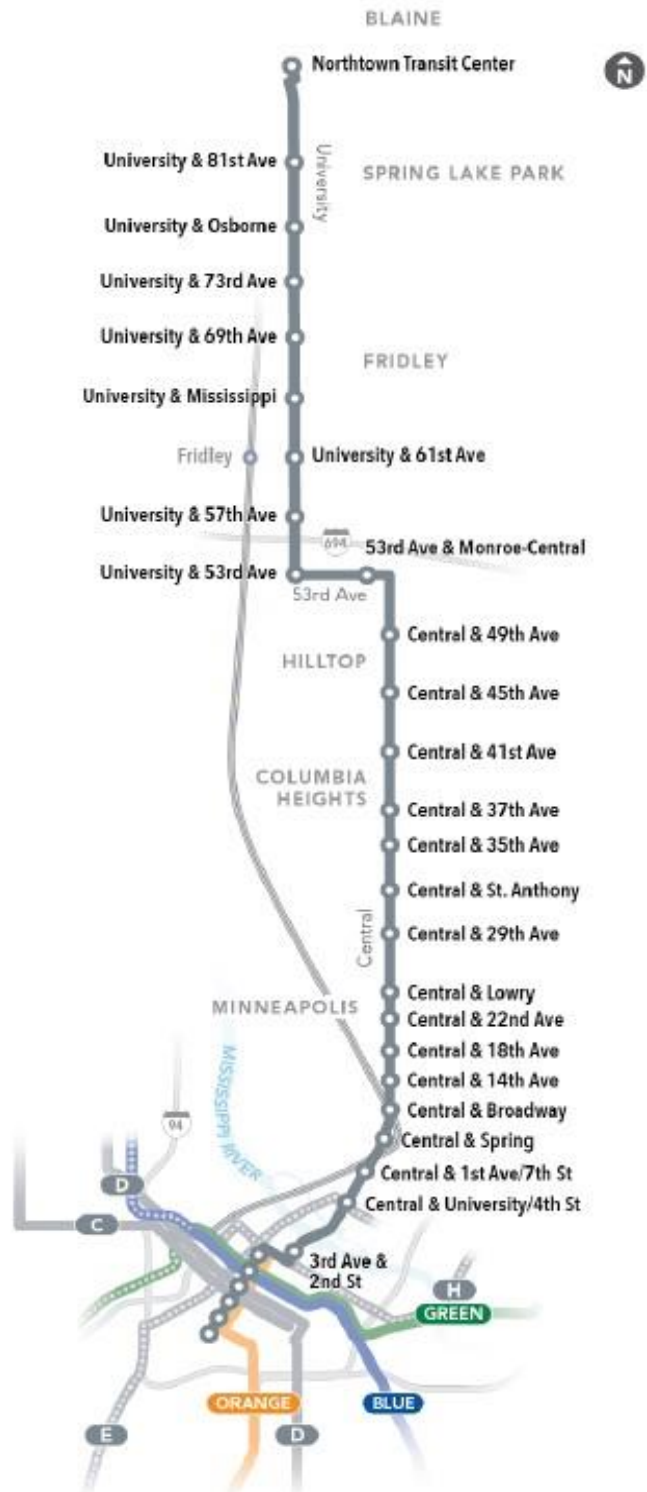 BLAINE
Northtown Transit Center
N
University & 81st Ave
University
SPRING LAKE PARK
University & Osborne
University & 73rd Ave
University & 69th Ave
FRIDLEY
University & Mississippi
Fridley
University & 61st Ave
University & 57th Ave
694
53rd Ave & Monroe-Central
University & 53rd Ave
53rd Ave
Central & 49th Ave
HILLTOP
Central & 45th Ave
Central & 41st Ave
COLUMBIA
HEIGHTS
Central & 37th Ave
Central & 35th Ave
Central & St. Anthony
Central
Central & 29th Ave
Central & Lowry
MINNEAPOLIS
Central & 22nd Ave
Central & 18th Ave
MISSISSIPPI RIVER
Central & 14th Ave
Central & Broadway
94
Central & Spring
Central & 1st Ave/7th St
D
Central & University/4th St
C
3rd Ave &
2nd St
H
GREEN
ORANGE
BLUE
E
D